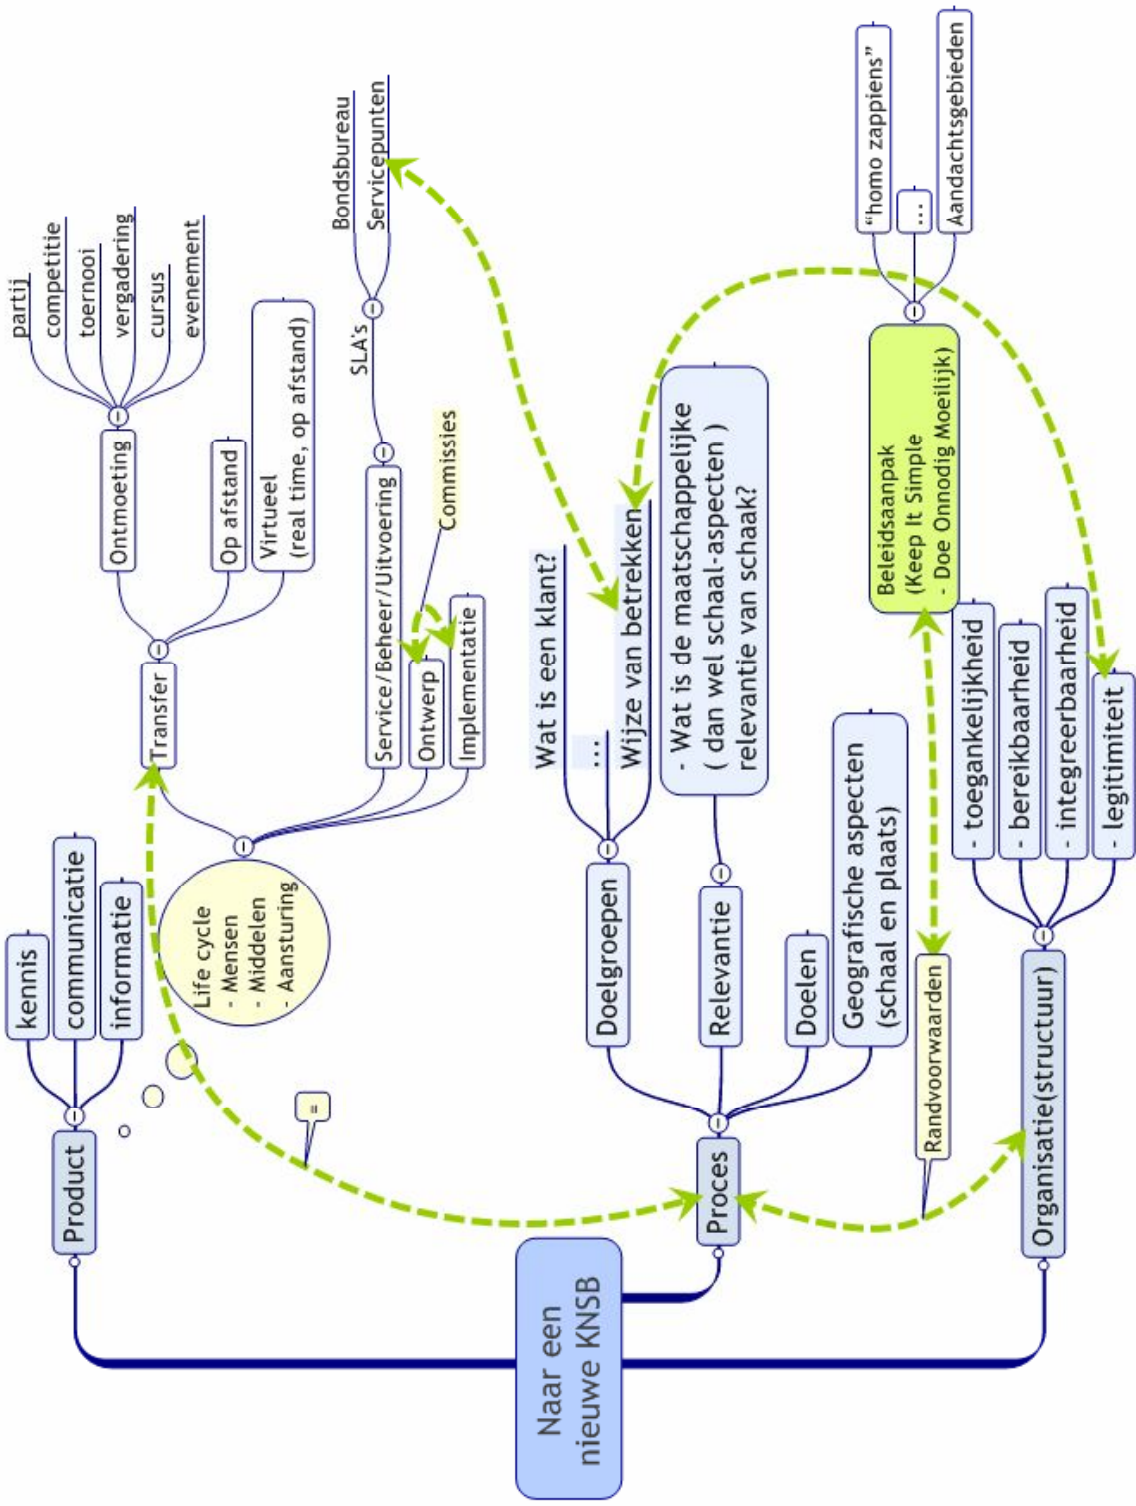 Naar een
nieuwe KNSB
Product
kennis
communicatie
informatie
Life cycle
- Mensen
- Middelen
- Aansturing
Transfer
Ontmoeting
partij
competitie
toernooi
vergadering
cursus
evenement
Op afstand
Virtueel
(real time, op afstand)
Service/Beheer/Uitvoering
SLA's
Bondsbureau
Servicepunten
Ontwerp
Implementatie
Commissies
=
Proces
Doelgroepen
Wat is een klant?
...
Wijze van betrekken
Relevantie
- Wat is de maatschappelijke
( dan wel schaal-aspecten )
relevantie van schaak?
Doelen
Geografische aspecten
(schaal en plaats)
Randvoorwaarden
Beleidsaanpak
(Keep It Simple
- Doe Onnodig Moeilijk)
"homo zappiens"
...
Aandachtsgebieden
Organisatie(structuur)
- toegankelijkheid
- bereikbaarheid
- integreerbaarheid
- legitimiteit